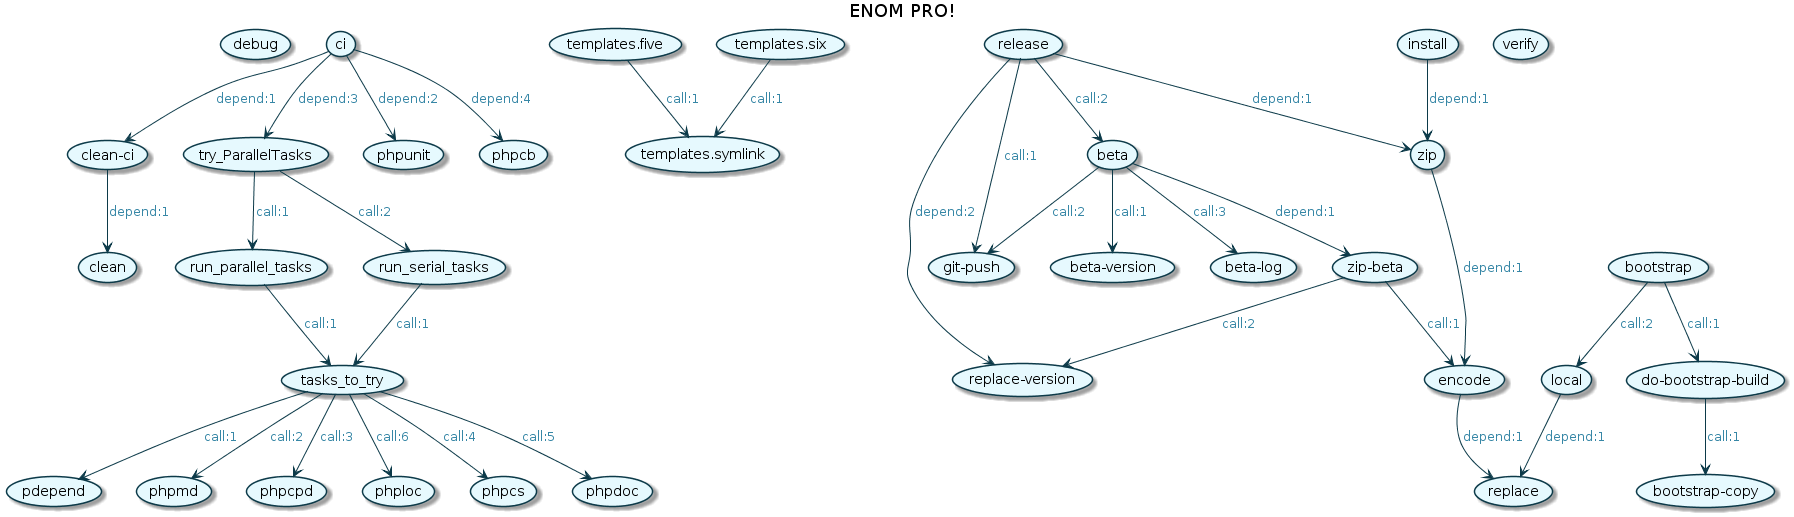 ENOM PRO!
debug
ci
templates.five
templates.six
release
install
verify
depend:1
depend:3
depend:2
depend:4
call:1
call:1
call:2
depend:1
depend:1
clean-ci
try_ParallelTasks
phpunit
phpcb
templates.symlink
call:1
beta
zip
depend:1
call:1
call:2
depend:2
call:2
call:1
call:3
depend:1
clean
run_parallel_tasks
run_serial_tasks
git-push
beta-version
beta-log
zip-beta
depend:1
bootstrap
call:1
call:1
call:2
call:1
call:2
call:1
tasks_to_try
replace-version
encode
local
do-bootstrap-build
call:1
call:2
call:3
call:6
call:4
call:5
depend:1
depend:1
call:1
pdepend
phpmd
phpcpd
phploc
phpcs
phpdoc
replace
bootstrap-copy